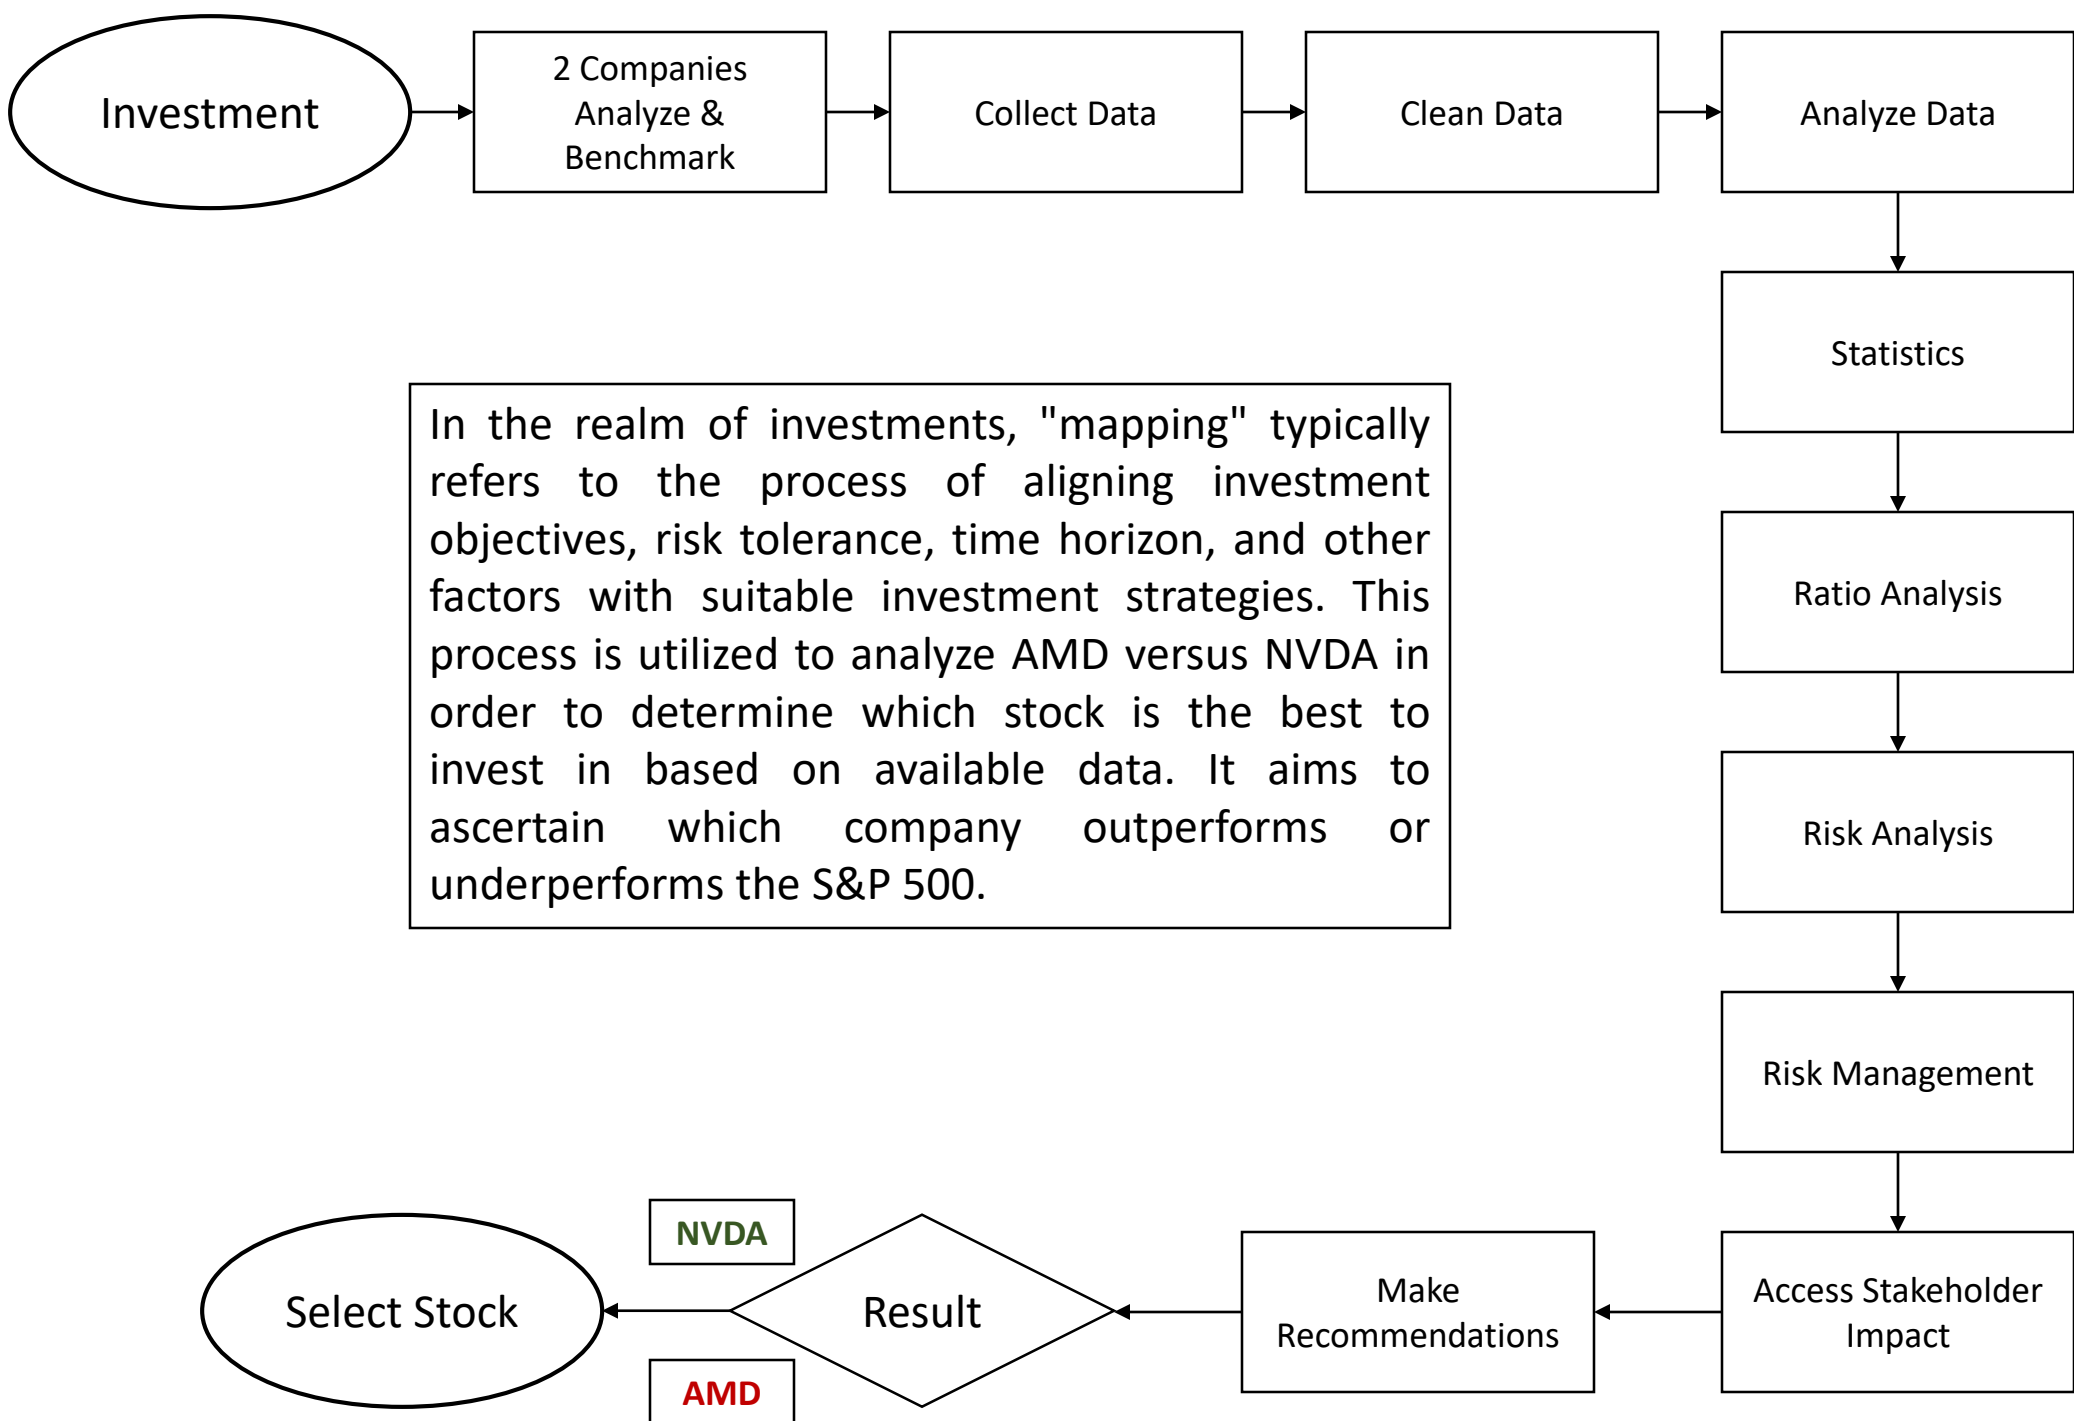 Investment
2 Companies
Analyze &
Benchmark
Collect Data
Clean Data
Analyze Data
Statistics
In the realm of investments, "mapping" typically
refers to the process of aligning investment
objectives, risk tolerance, time horizon, and other
factors with suitable investment strategies. This
process is utilized to analyze AMD versus NVDA in
order to determine which stock is the best to
invest in based on available data. It aims to
ascertain which company outperforms or
underperforms the S&P 500.
Ratio Analysis
Risk Analysis
Risk Management
Access Stakeholder
Impact
Make
Recommendations
Result
NVDA
AMD
Select Stock